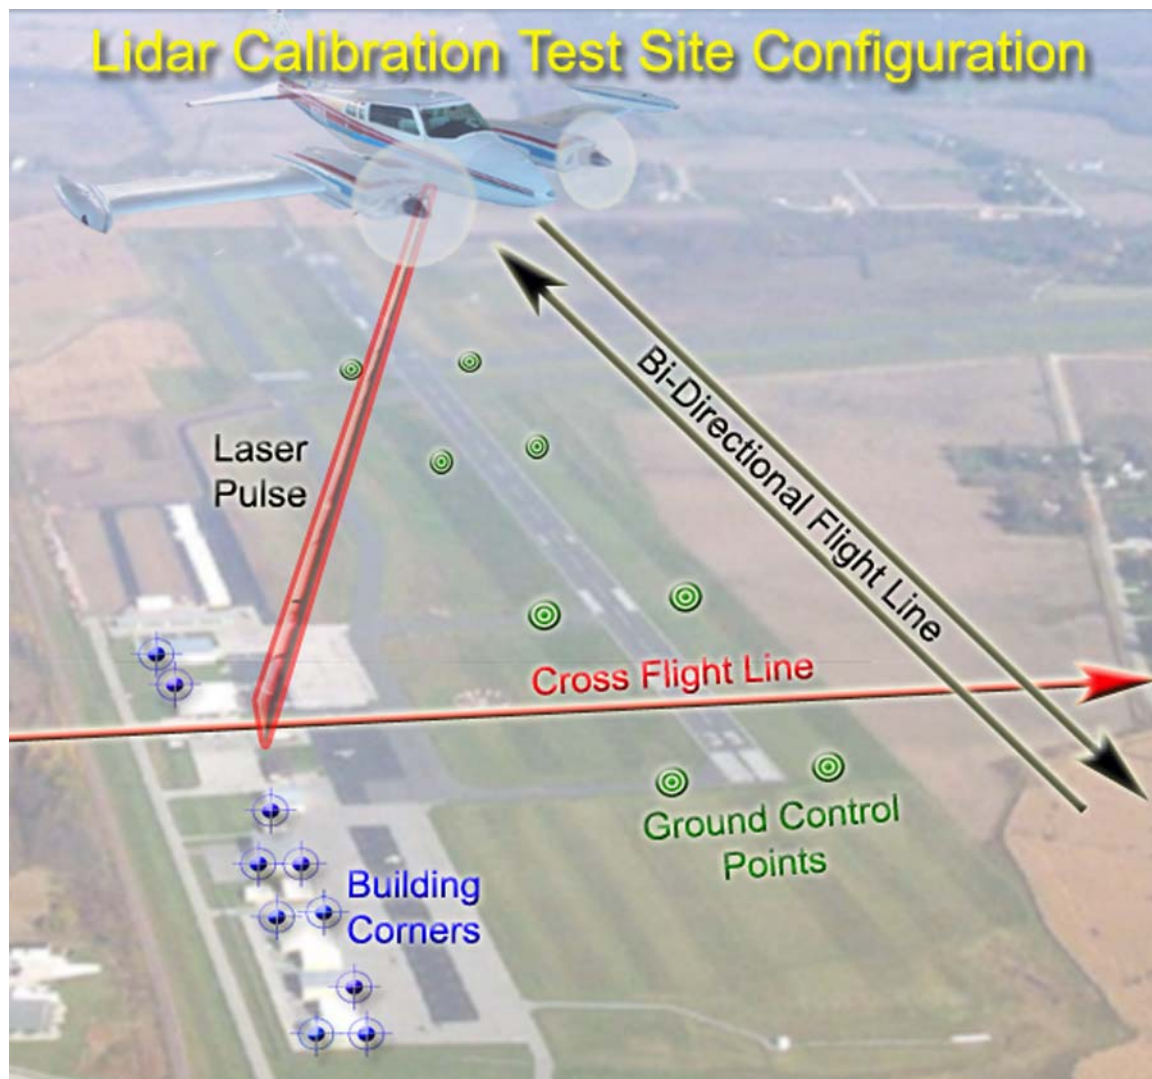 Lidar Calibration Test Site Configuration
Bi-Directional Flight Line
Laser
Pulse
Cross Flight Line
Ground Control
Points
Building
Corners